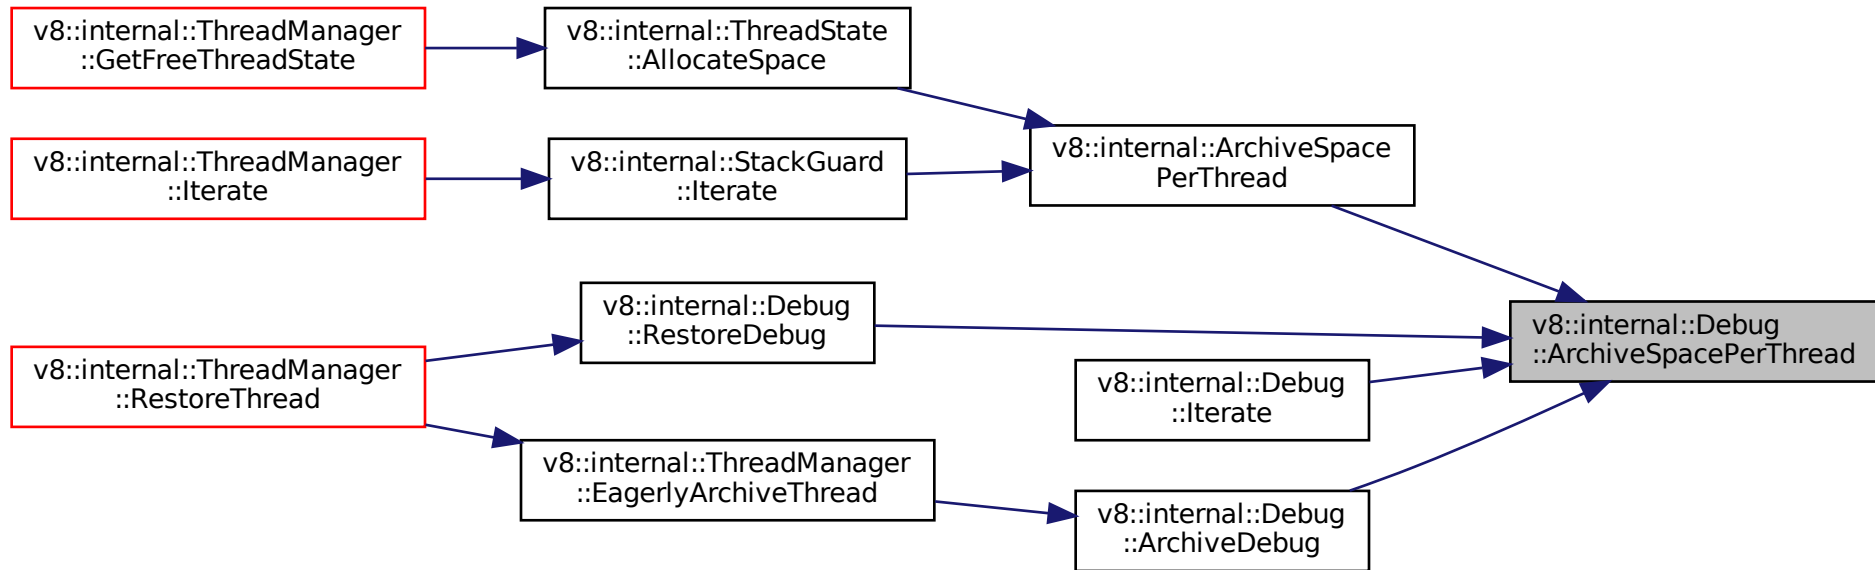 v8::internal::ThreadManager
::GetFreeThreadState
v8::internal::ThreadState
::AllocateSpace
v8::internal::ThreadManager
::Iterate
v8::internal::StackGuard
::Iterate
v8::internal::ArchiveSpace
PerThread
v8::internal::Debug
::RestoreDebug
v8::internal::Debug
::ArchiveSpacePerThread
v8::internal::ThreadManager
::RestoreThread
v8::internal::Debug
::Iterate
v8::internal::ThreadManager
::EagerlyArchiveThread
v8::internal::Debug
::ArchiveDebug